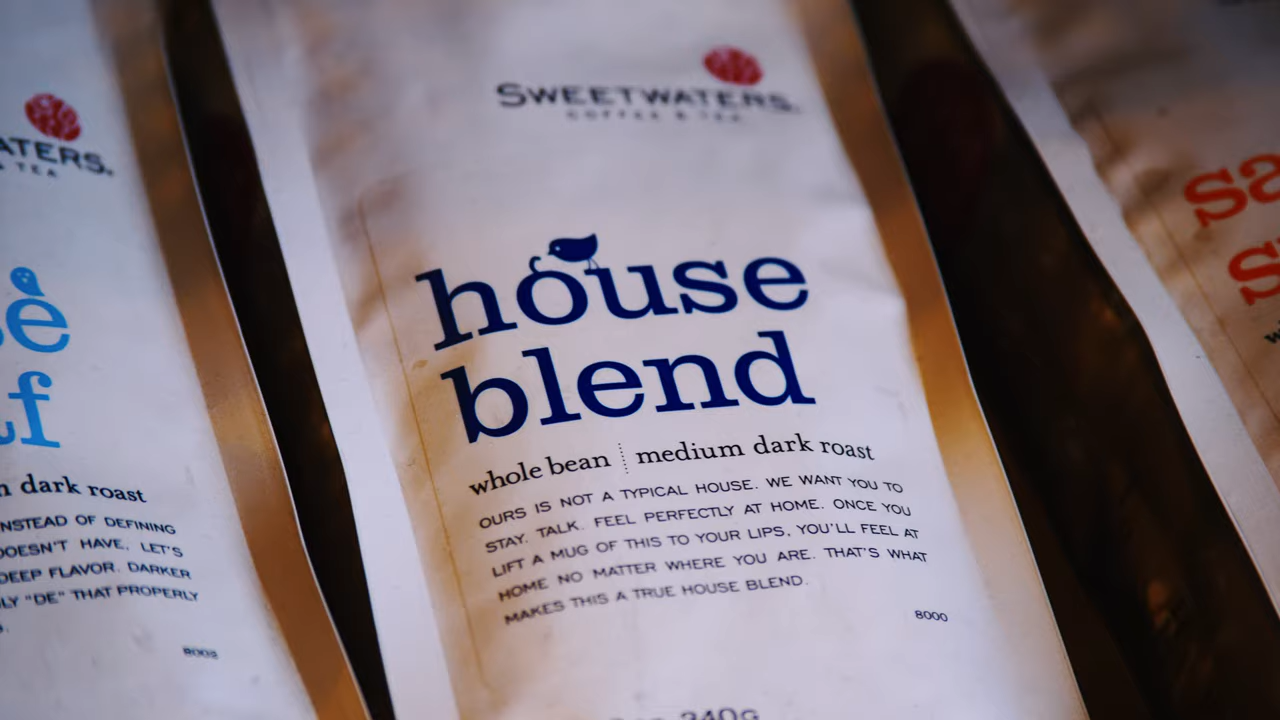 SWEETWATERS
COFFEE & TEA
house
blend
whole bean | medium dark roast
OURS IS NOT A TYPICAL HOUSE. WE WANT YOU TO
STAY. TALK. FEEL PERFECTLY AT HOME. ONCE YOU
LIFT A MUG OF THIS TO YOUR LIPS, YOU'LL FEEL AT
HOME NO MATTER WHERE YOU ARE. THAT'S WHAT
MAKES THIS A TRUE HOUSE BLEND.
8000
340g
ATERS
& TEA
dark roast
INSTEAD OF DEFINING
DOESN'T HAVE, LET'S
DEEP FLAVOR. DARKER
"DE" THAT PROPERLY
8002
sa
s